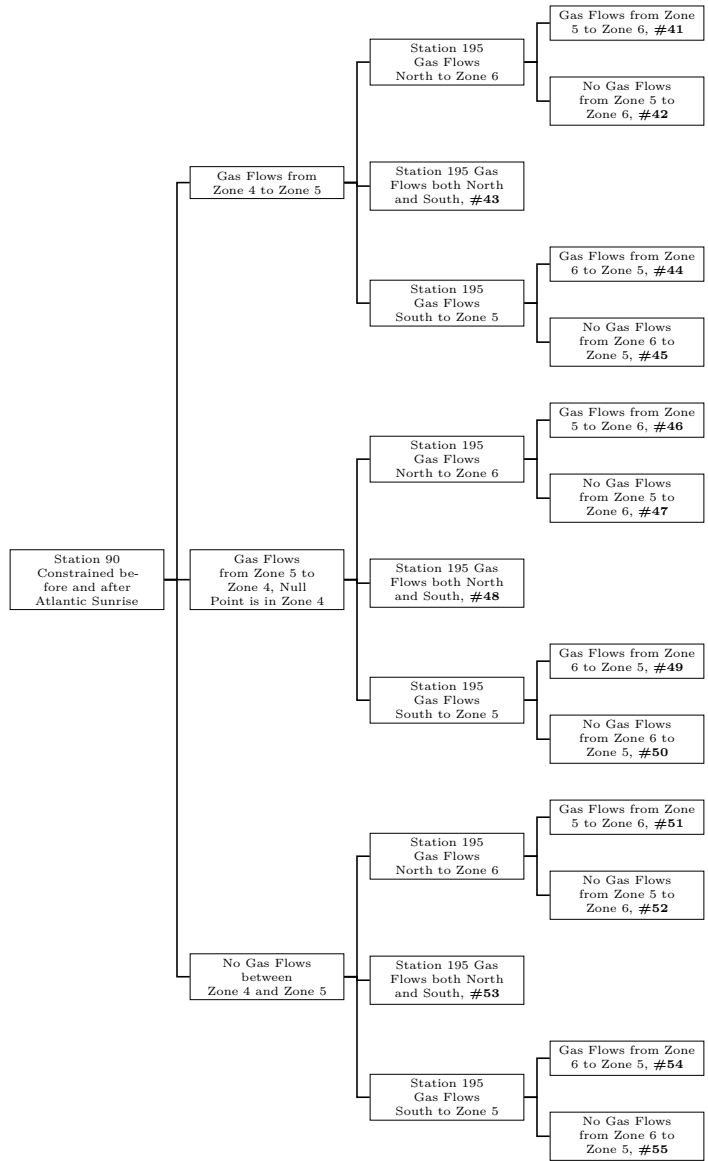 Station 90
Constrained be-
fore and after
Atlantic Sunrise
Gas Flows from
Zone 4 to Zone 5
Station 195
Gas Flows
North to Zone 6
Gas Flows from Zone
5 to Zone 6, #41
No Gas Flows
from Zone 5 to
Zone 6, #42
Station 195 Gas
Flows both North
and South, #43
Station 195
Gas Flows
South to Zone 5
Gas Flows from Zone
6 to Zone 5, #44
No Gas Flows
from Zone 6 to
Zone 5, #45
Gas Flows
from Zone 5 to
Zone 4, Null
Point is in Zone 4
Station 195
Gas Flows
North to Zone 6
Gas Flows from Zone
5 to Zone 6, #46
No Gas Flows
from Zone 5 to
Zone 6, #47
Station 195 Gas
Flows both North
and South, #48
Station 195
Gas Flows
South to Zone 5
Gas Flows from Zone
6 to Zone 5, #49
No Gas Flows
from Zone 6 to
Zone 5, #50
No Gas Flows
between
Zone 4 and Zone 5
Station 195
Gas Flows
North to Zone 6
Gas Flows from Zone
5 to Zone 6, #51
No Gas Flows
from Zone 5 to
Zone 6, #52
Station 195 Gas
Flows both North
and South, #53
Station 195
Gas Flows
South to Zone 5
Gas Flows from Zone
6 to Zone 5, #54
No Gas Flows
from Zone 6 to
Zone 5, #55